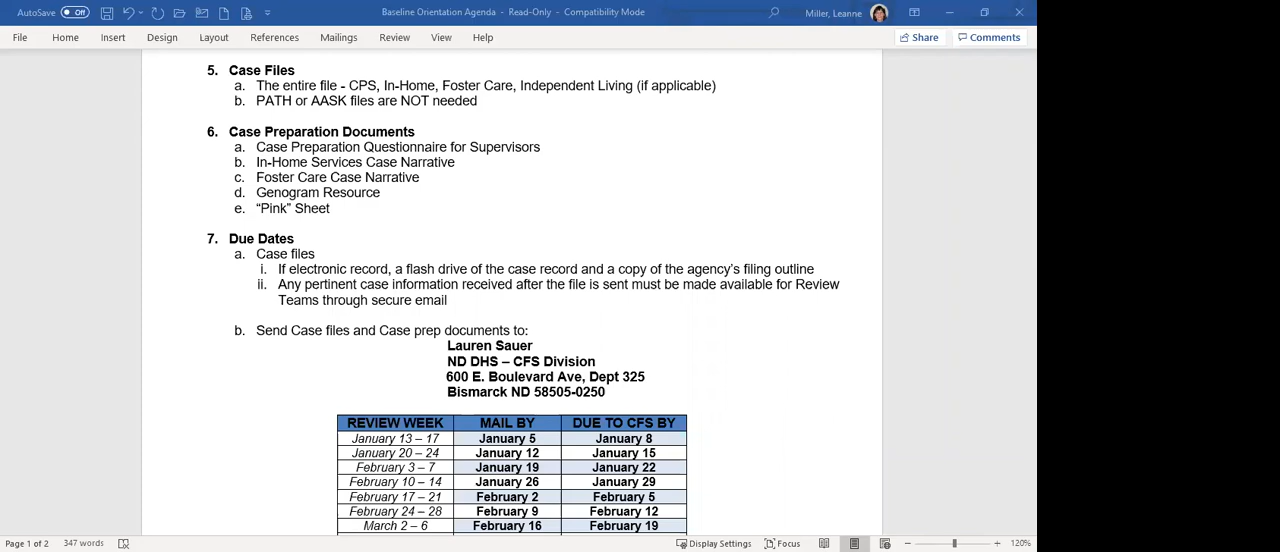 AutoSave Off Baseline Orientation Agenda - Read-Only - Compatibility Mode Miller, Leanne
File Home Insert Design Layout References Mailings Review View Help Share Comments
5. Case Files
a. The entire file - CPS, In-Home, Foster Care, Independent Living (if applicable)
b. PATH or AASK files are NOT needed
6. Case Preparation Documents
a. Case Preparation Questionnaire for Supervisors
b. In-Home Services Case Narrative
c. Foster Care Case Narrative
d. Genogram Resource
e. “Pink” Sheet
7. Due Dates
a. Case files
i. If electronic record, a flash drive of the case record and a copy of the agency’s filing outline
ii. Any pertinent case information received after the file is sent must be made available for Review
Teams through secure email
b. Send Case files and Case prep documents to:
Lauren Sauer
ND DHS – CFS Division
600 E. Boulevard Ave, Dept 325
Bismarck ND 58505-0250
REVIEW WEEK MAIL BY DUE TO CFS BY
January 13 – 17 January 5 January 8
January 20 – 24 January 12 January 15
February 3 – 7 January 19 January 22
February 10 – 14 January 26 January 29
February 17 – 21 February 2 February 5
February 24 – 28 February 9 February 12
March 2 – 6 February 16 February 19
Page 1 of 2 347 words Display Settings Focus 120%